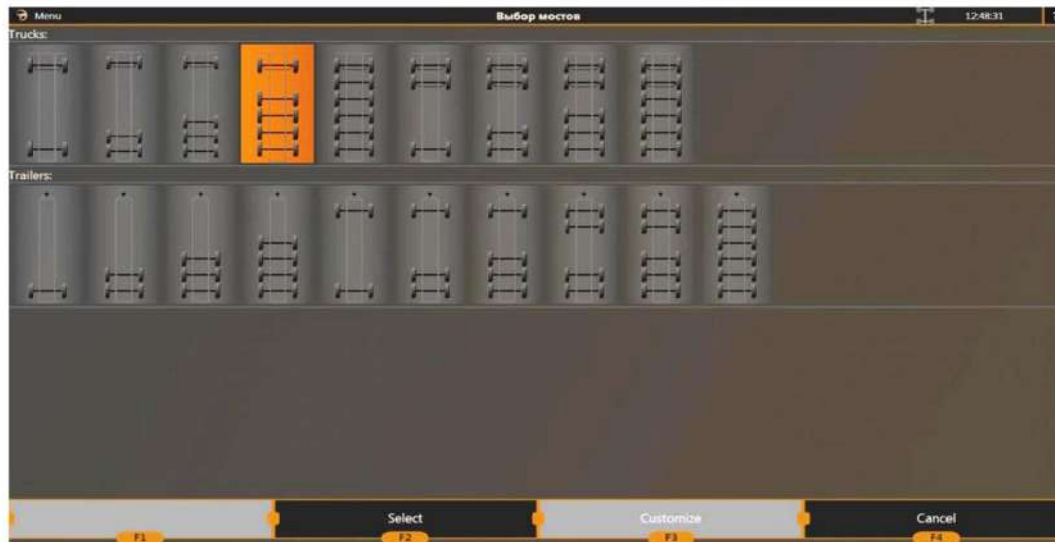 Menu
Выбор мостов
12:48:31
Trucks:
Trailers:
Select
Customize
Cancel
F1
F2
F3
F4